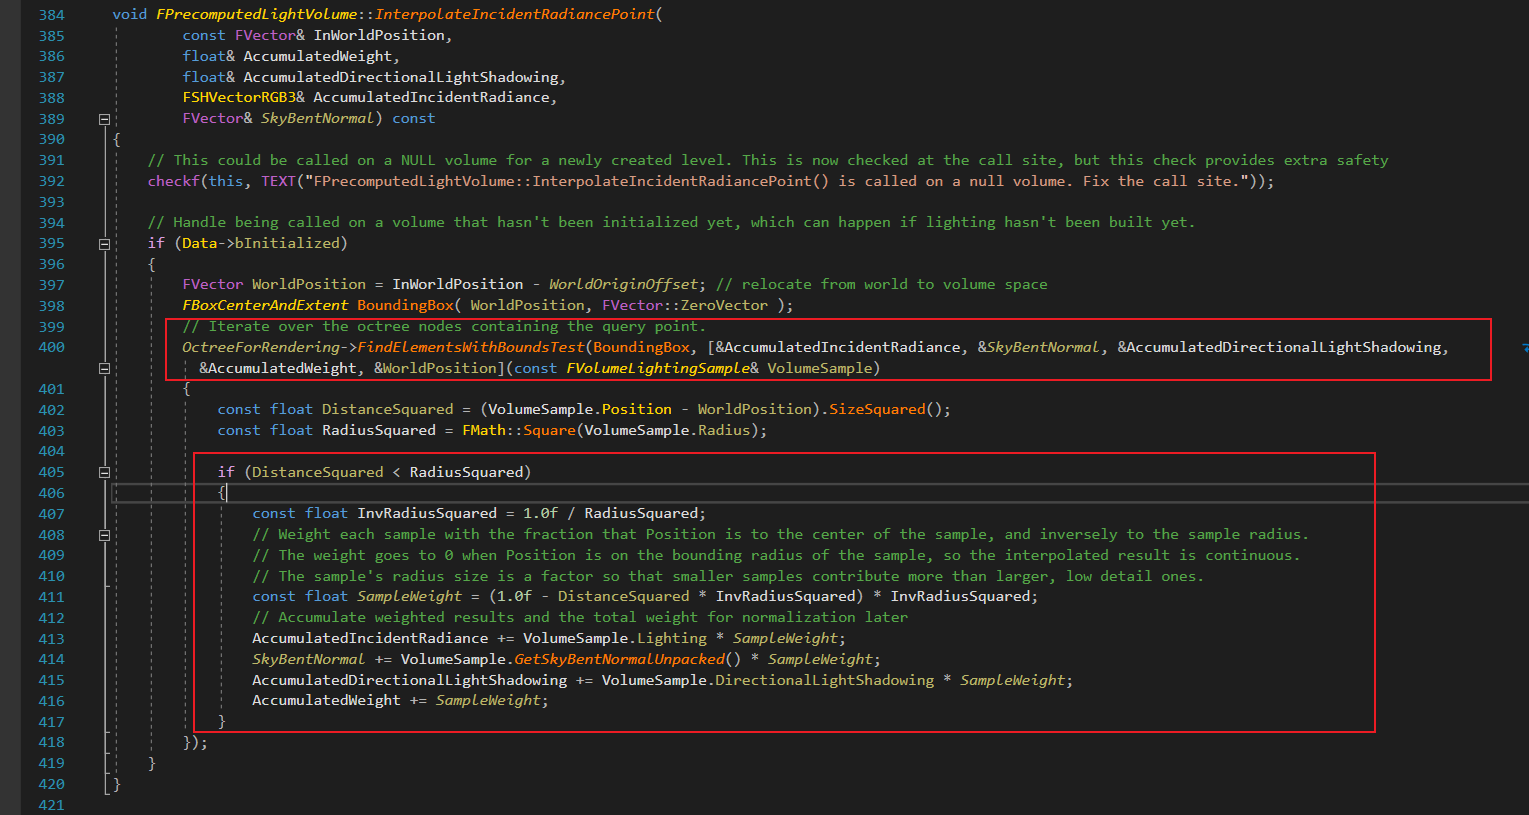 384 void FPrecomputedLightVolume::InterpolateIncidentRadiancePoint(
385 const FVector& InWorldPosition,
386 float& AccumulatedWeight,
387 float& AccumulatedDirectionalLightShadowing,
388 FSHVectorRGB3& AccumulatedIncidentRadiance,
389 FVector& SkyBentNormal) const
390 {
391 // This could be called on a NULL volume for a newly created level. This is now checked at the call site, but this check provides extra safety
392 checkf(this, TEXT("FPrecomputedLightVolume::InterpolateIncidentRadiancePoint() is called on a null volume. Fix the call site."));
393
394 // Handle being called on a volume that hasn't been initialized yet, which can happen if lighting hasn't been built yet.
395 if (Data->bInitialized)
396 {
397 FVector WorldPosition = InWorldPosition - WorldOriginOffset; // relocate from world to volume space
398 FBoxCenterAndExtent BoundingBox( WorldPosition, FVector::ZeroVector );
399 // Iterate over the octree nodes containing the query point.
400 OctreeForRendering->FindElementsWithBoundsTest(BoundingBox, [&AccumulatedIncidentRadiance, &SkyBentNormal, &AccumulatedDirectionalLightShadowing,
&AccumulatedWeight, &WorldPosition](const FVolumeLightingSample& VolumeSample)
401 {
402 const float DistanceSquared = (VolumeSample.Position - WorldPosition).SizeSquared();
403 const float RadiusSquared = FMath::Square(VolumeSample.Radius);
404
405 if (DistanceSquared < RadiusSquared)
406 {
407 const float InvRadiusSquared = 1.0f / RadiusSquared;
408 // Weight each sample with the fraction that Position is to the center of the sample, and inversely to the sample radius.
409 // The weight goes to 0 when Position is on the bounding radius of the sample, so the interpolated result is continuous.
410 // The sample's radius size is a factor so that smaller samples contribute more than larger, low detail ones.
411 const float SampleWeight = (1.0f - DistanceSquared * InvRadiusSquared) * InvRadiusSquared;
412 // Accumulate weighted results and the total weight for normalization later
413 AccumulatedIncidentRadiance += VolumeSample.Lighting * SampleWeight;
414 SkyBentNormal += VolumeSample.GetSkyBentNormalUnpacked() * SampleWeight;
415 AccumulatedDirectionalLightShadowing += VolumeSample.DirectionalLightShadowing * SampleWeight;
416 AccumulatedWeight += SampleWeight;
417 }
418 });
419 }
420 }
421